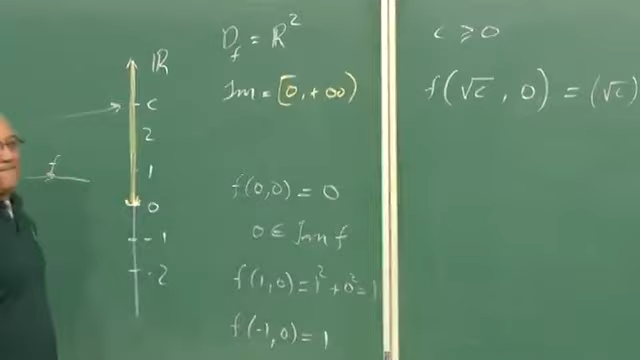 ℝ
c
2
1
0
-1
-2
f
D_f = ℝ²
Im = [0, +∞)
f(0,0) = 0
0 ∈ Im f
f(1,0) = 1² + 0² = 1
f(-1,0) = 1
c ≥ 0
f(√c, 0) = (√c)